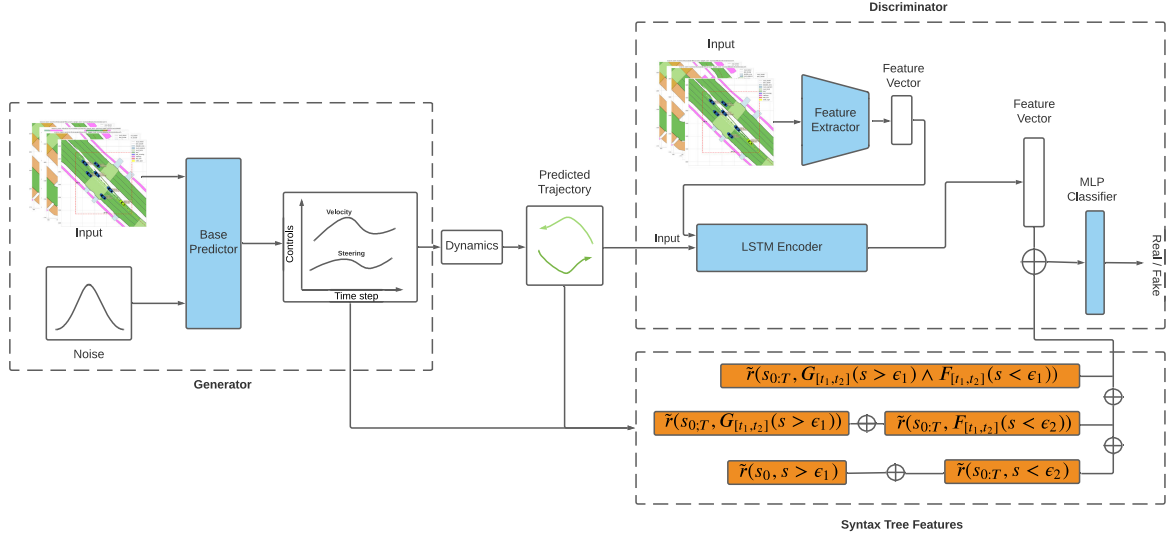 Discriminator
Input
Feature
Vector
Feature
Extractor
Feature
Vector
MLP
Classifier
Predicted
Trajectory
Velocity
Steering
Controls
Time step
Base
Predictor
Input
Dynamics
Input
LSTM Encoder
Real / Fake
Noise
Generator
r̃(s₀:T, G[t₁,t₂](s > ϵ₁) ∧ F[t₁,t₂](s < ϵ₁))
r̃(s₀:T, G[t₁,t₂](s > ϵ₁)) r̃(s₀:T, F[t₁,t₂](s < ϵ₂))
r̃(s₀, s > ϵ₁) r̃(s₀:T, s < ϵ₂)
Syntax Tree Features